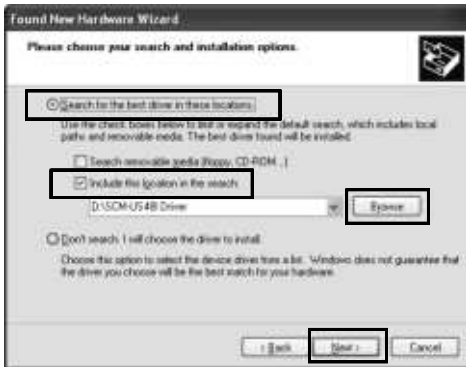 Found New Hardware Wizard
Please choose your search and installation options.
Search for the best driver in these locations.
Use the check boxes below to limit or expand the default search, which includes local
paths and removable media. The best driver found will be installed.
Search removable media (floppy, CD-ROM...)
Include this location in the search:
D:\SCM-US48 Driver
Browse
Don't search. I will choose the driver to install.
Choose this option to select the device driver from a list. Windows does not guarantee that
the driver you choose will be the best match for your hardware.
< Back Next > Cancel